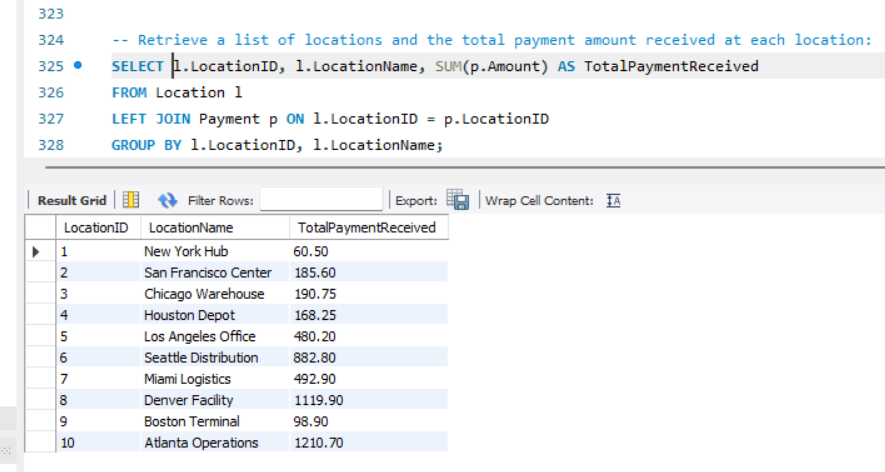 323
324 -- Retrieve a list of locations and the total payment amount received at each location:
325 SELECT l.LocationID, l.LocationName, SUM(p.Amount) AS TotalPaymentReceived
326 FROM Location l
327 LEFT JOIN Payment p ON l.LocationID = p.LocationID
328 GROUP BY l.LocationID, l.LocationName;
Result Grid Filter Rows: Export: Wrap Cell Content: IA
LocationID LocationName TotalPaymentReceived
1 New York Hub 60.50
2 San Francisco Center 185.60
3 Chicago Warehouse 190.75
4 Houston Depot 168.25
5 Los Angeles Office 480.20
6 Seattle Distribution 882.80
7 Miami Logistics 492.90
8 Denver Facility 1119.90
9 Boston Terminal 98.90
10 Atlanta Operations 1210.70